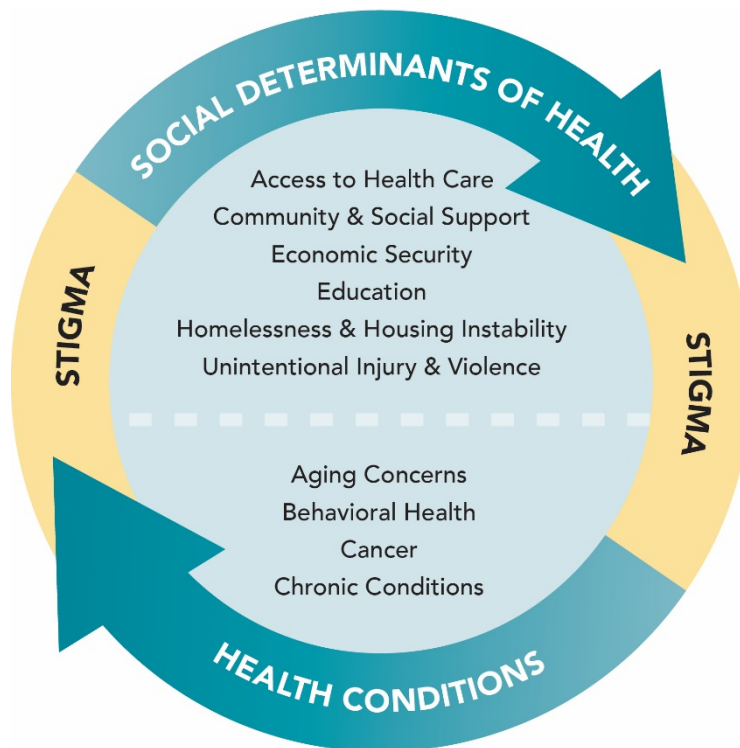 SOCIAL DETERMINANTS OF HEALTH
Access to Health Care
Community & Social Support
Economic Security
Education
Homelessness & Housing Instability
Unintentional Injury & Violence
STIGMA
STIGMA
Aging Concerns
Behavioral Health
Cancer
Chronic Conditions
HEALTH CONDITIONS